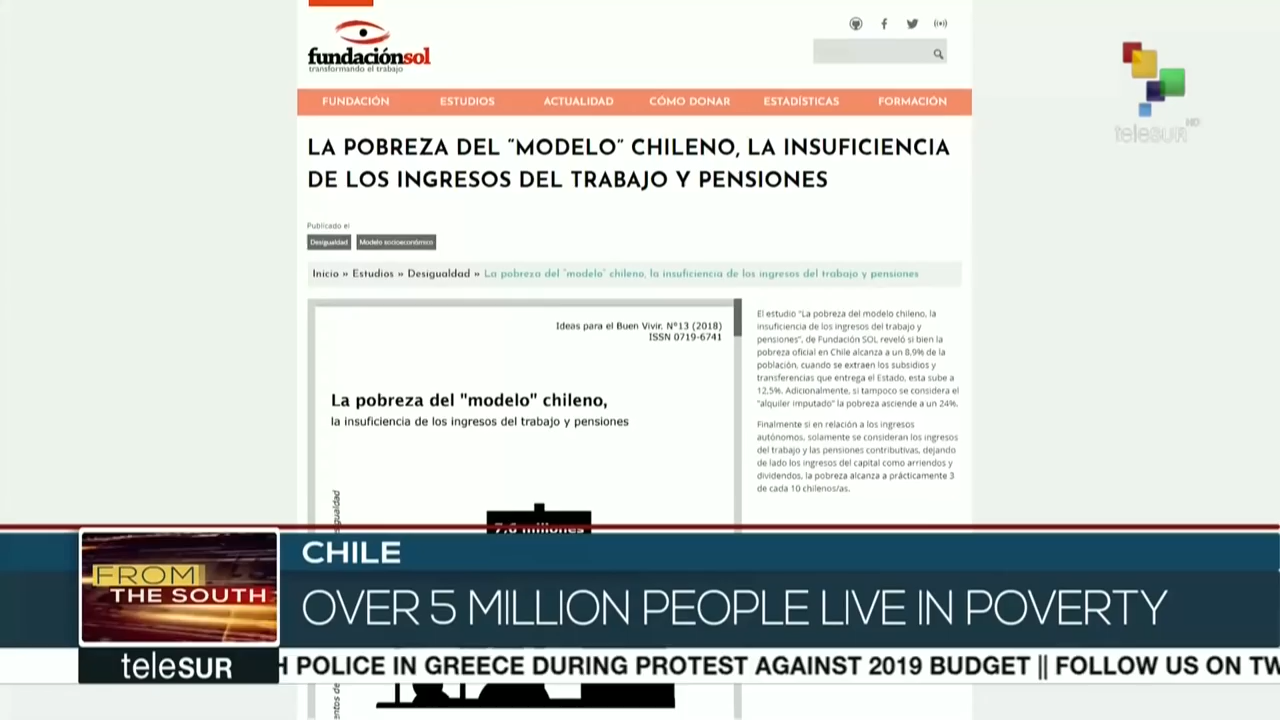 fundaciónsol
transformando el trabajo
FUNDACIÓN ESTUDIOS ACTUALIDAD CÓMO DONAR ESTADÍSTICAS FORMACIÓN
teleSUR HD
LA POBREZA DEL "MODELO" CHILENO, LA INSUFICIENCIA
DE LOS INGRESOS DEL TRABAJO Y PENSIONES
Publicado el
Desigualdad Modelo socioeconómico
Inicio » Estudios » Desigualdad » La pobreza del "modelo" chileno, la insuficiencia de los ingresos del trabajo y pensiones
Ideas para el Buen Vivir. N°13 (2018)
ISSN 0719-6741
La pobreza del "modelo" chileno,
la insuficiencia de los ingresos del trabajo y pensiones
7,6 millones
El estudio "La pobreza del modelo chileno, la
insuficiencia de los ingresos del trabajo y
pensiones", de Fundación SOL reveló si bien la
pobreza oficial en Chile alcanza a un 8,9% de la
población, cuando se extraen los subsidios y
transferencias que entrega el Estado, esta sube a
12,5%. Adicionalmente, si tampoco se considera el
"alquiler imputado" la pobreza asciende a un 24%.
Finalmente si en relación a los ingresos
autónomos, solamente se consideran los ingresos
del trabajo y las pensiones contributivas, dejando
de lado los ingresos del capital como arriendos y
dividendos, la pobreza alcanza a prácticamente 3
de cada 10 chilenos/as.
FROM
THE SOUTH
CHILE
OVER 5 MILLION PEOPLE LIVE IN POVERTY
teleSUR
H POLICE IN GREECE DURING PROTEST AGAINST 2019 BUDGET || FOLLOW US ON TW